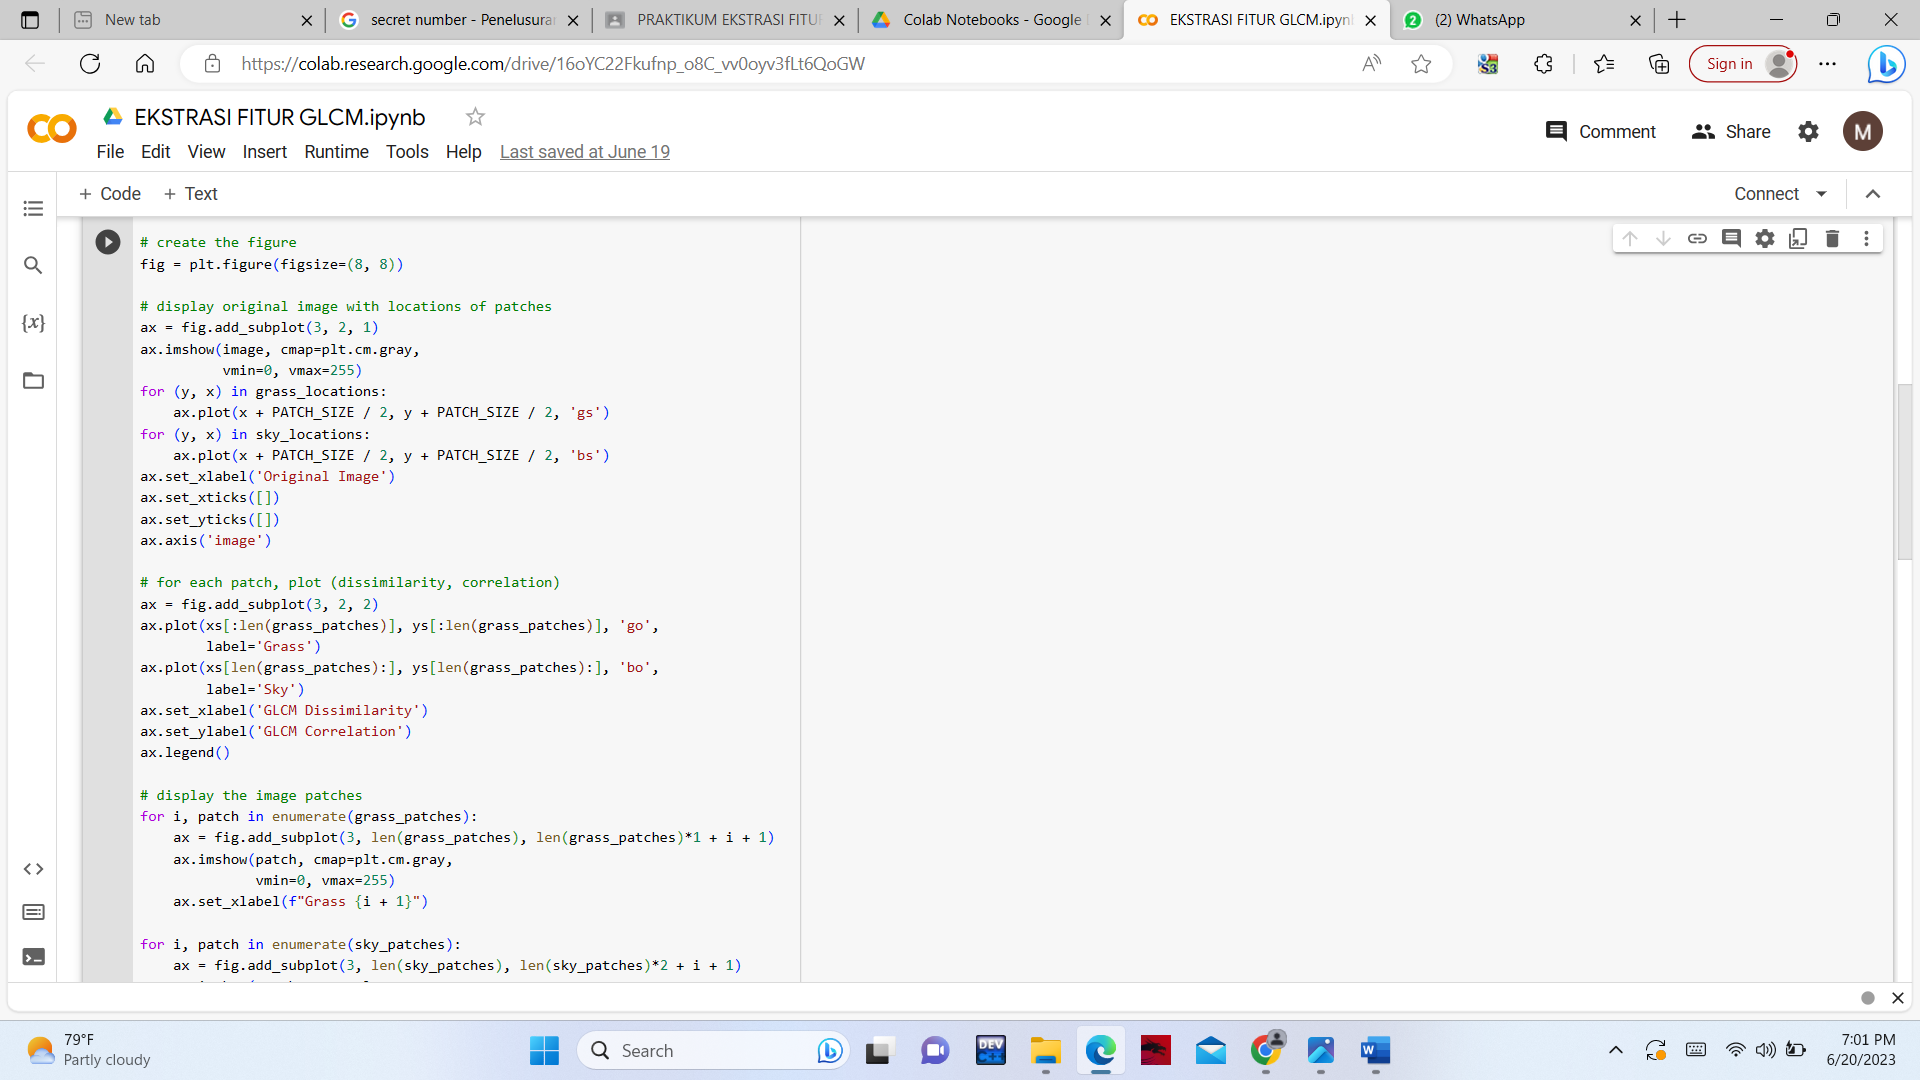 New tab
secret number - Penelusuran
PRAKTIKUM EKSTRASI FITUR
Colab Notebooks - Google
EKSTRASI FITUR GLCM.ipynb
2
(2) WhatsApp
https://colab.research.google.com/drive/16oYC22Fkufnp_o8C_vv0oyv3fLt6QoGW
S3
Sign in
EKSTRASI FITUR GLCM.ipynb
File Edit View Insert Runtime Tools Help Last saved at June 19
Comment
Share
M
+ Code + Text
Connect
{x}
# create the figure
fig = plt.figure(figsize=(8, 8))
# display original image with locations of patches
ax = fig.add_subplot(3, 2, 1)
ax.imshow(image, cmap=plt.cm.gray,
vmin=0, vmax=255)
for (y, x) in grass_locations:
ax.plot(x + PATCH_SIZE / 2, y + PATCH_SIZE / 2, 'gs')
for (y, x) in sky_locations:
ax.plot(x + PATCH_SIZE / 2, y + PATCH_SIZE / 2, 'bs')
ax.set_xlabel('Original Image')
ax.set_xticks([])
ax.set_yticks([])
ax.axis('image')
# for each patch, plot (dissimilarity, correlation)
ax = fig.add_subplot(3, 2, 2)
ax.plot(xs[:len(grass_patches)], ys[:len(grass_patches)], 'go',
label='Grass')
ax.plot(xs[len(grass_patches):], ys[len(grass_patches):], 'bo',
label='Sky')
ax.set_xlabel('GLCM Dissimilarity')
ax.set_ylabel('GLCM Correlation')
ax.legend()
# display the image patches
for i, patch in enumerate(grass_patches):
ax = fig.add_subplot(3, len(grass_patches), len(grass_patches)*1 + i + 1)
ax.imshow(patch, cmap=plt.cm.gray,
vmin=0, vmax=255)
ax.set_xlabel(f"Grass {i + 1}")
for i, patch in enumerate(sky_patches):
ax = fig.add_subplot(3, len(sky_patches), len(sky_patches)*2 + i + 1)
79°F
Partly cloudy
Search
DEV C++
W
7:01 PM
6/20/2023